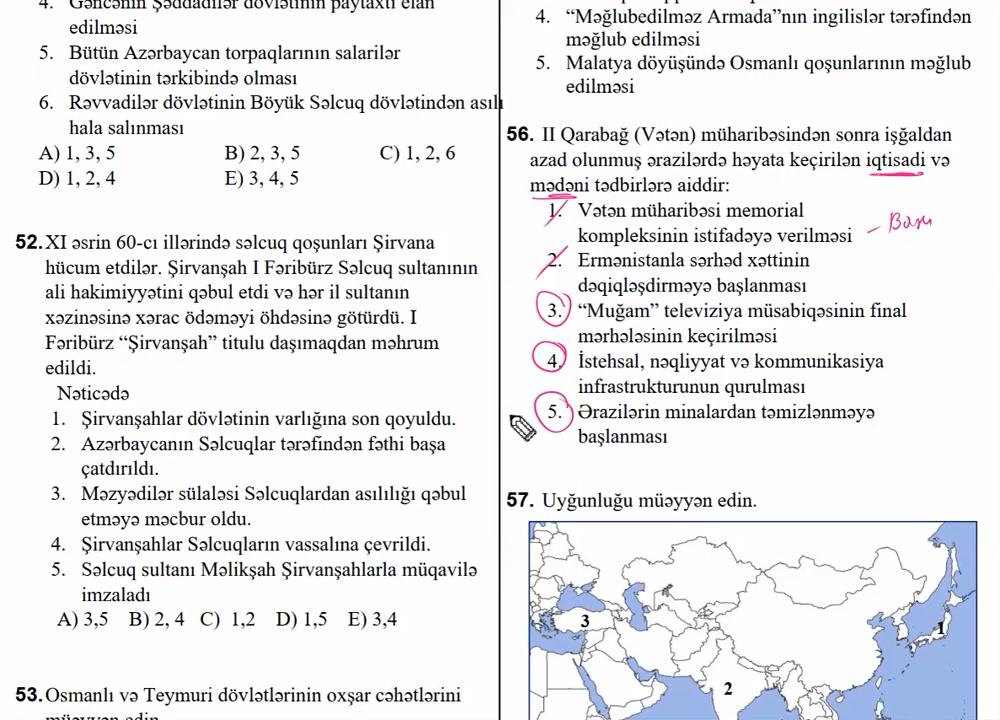 4. Gəncənin Şəddadilər dövlətinin paytaxtı elan
edilməsi
5. Bütün Azərbaycan torpaqlarının salarilər
dövlətinin tərkibində olması
6. Rəvvadilər dövlətinin Böyük Səlcuq dövlətindən asılı
hala salınması
A) 1, 3, 5 B) 2, 3, 5 C) 1, 2, 6
D) 1, 2, 4 E) 3, 4, 5
52. XI əsrin 60-cı illərində səlcuq qoşunları Şirvana
hücum etdilər. Şirvanşah I Fəribürz Səlcuq sultanının
ali hakimiyyətini qəbul etdi və hər il sultanın
xəzinəsinə xərac ödəməyi öhdəsinə götürdü. I
Fəribürz “Şirvanşah” titulu daşımaqdan məhrum
edildi.
Nəticədə
1. Şirvanşahlar dövlətinin varlığına son qoyuldu.
2. Azərbaycanın Səlcuqlar tərəfindən fəthi başa
çatdırıldı.
3. Məzyədilər sülaləsi Səlcuqlardan asılılığı qəbul
etməyə məcbur oldu.
4. Şirvanşahlar Səlcuqların vassalına çevrildi.
5. Səlcuq sultanı Məlikşah Şirvanşahlarla müqavilə
imzaladı
A) 3,5 B) 2, 4 C) 1,2 D) 1,5 E) 3,4
53. Osmanlı və Teymuri dövlətlərinin oxşar cəhətlərini
müəyyən edin
4. “Məğlubedilməz Armada”nın ingilislər tərəfindən
məğlub edilməsi
5. Malatya döyüşündə Osmanlı qoşunlarının məğlub
edilməsi
56. II Qarabağ (Vətən) müharibəsindən sonra işğaldan
azad olunmuş ərazilərdə həyata keçirilən iqtisadi və
mədəni tədbirlərə aiddir:
1. Vətən müharibəsi memorial
kompleksinin istifadəyə verilməsi - Bakı
2. Ermənistanla sərhəd xəttinin
dəqiqləşdirməyə başlanması
3. “Muğam” televiziya müsabiqəsinin final
mərhələsinin keçirilməsi
4. İstehsal, nəqliyyat və kommunikasiya
infrastrukturunun qurulması
5. Ərazilərin minalardan təmizlənməyə
başlanması
57. Uyğunluğu müəyyən edin.
3
1
2